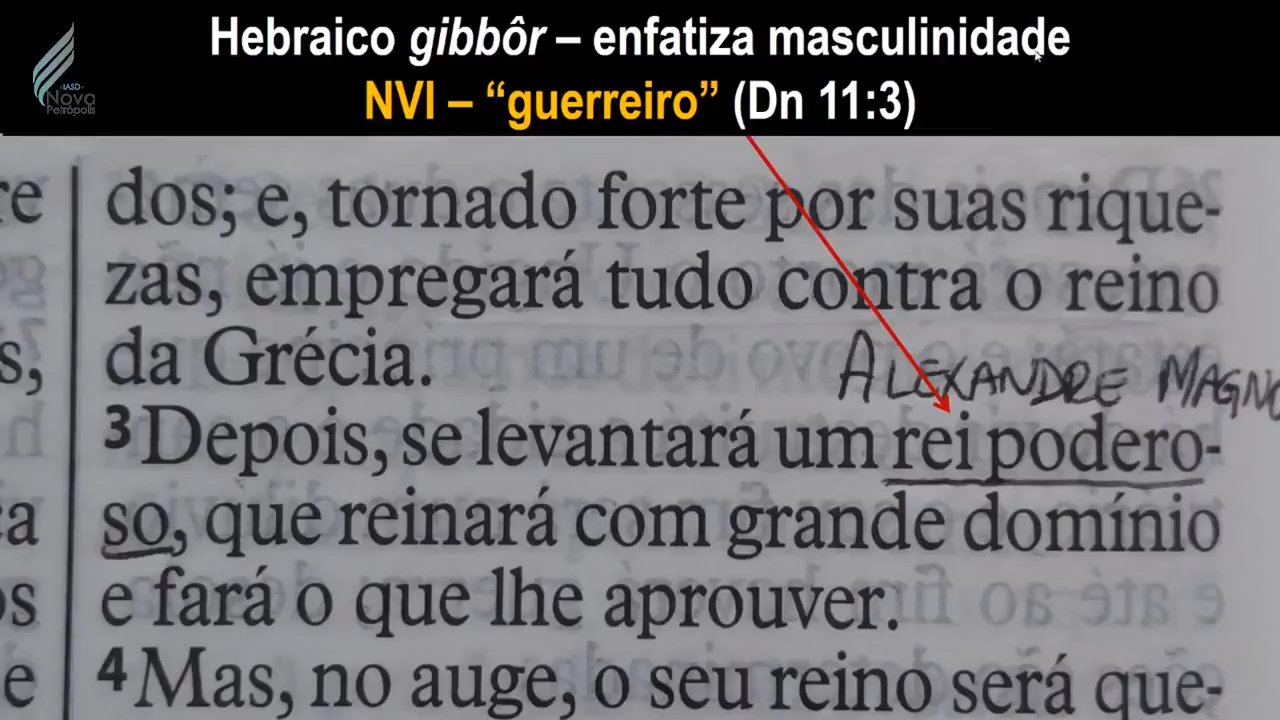 Hebraico gibbôr – enfatiza masculinidade
NVI – “guerreiro” (Dn 11:3)
IASD
Nova
Petrópolis
re
dos; e, tornado forte por suas rique-
zas, empregará tudo contra o reino
s,
da Grécia.
ALEXANDRE MAGNO
3 Depois, se levantará um rei podero-
a
so, que reinará com grande domínio
os
e fará o que lhe aprouver.
e
4 Mas, no auge, o seu reino será que-